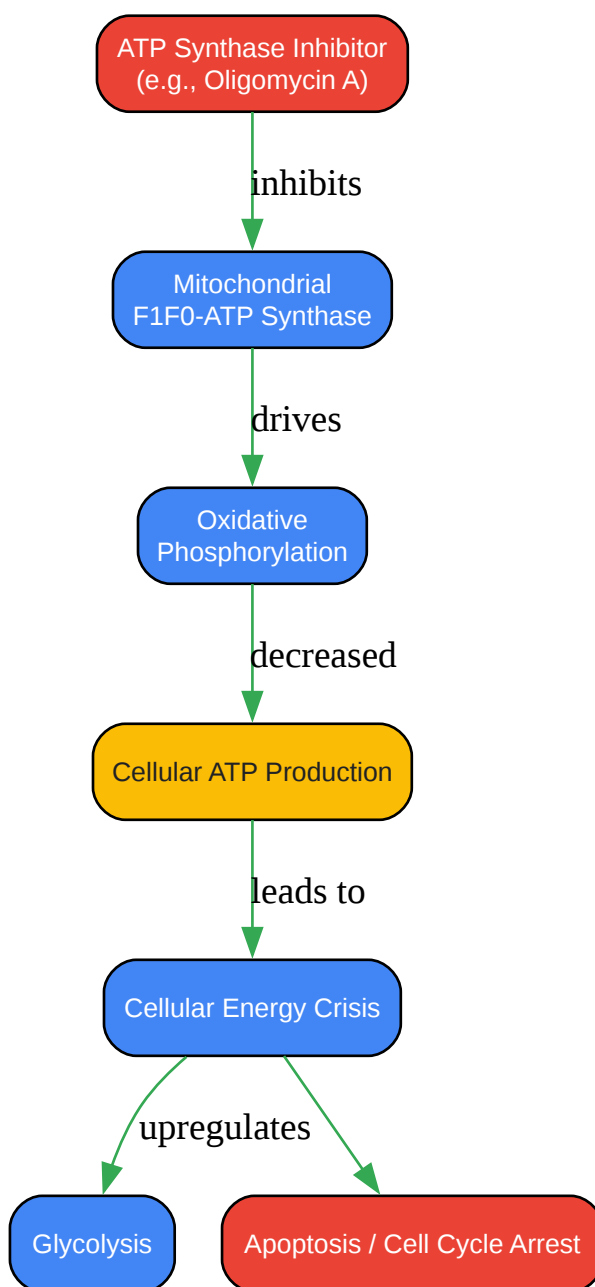 ATP Synthase Inhibitor
(e.g., Oligomycin A)
inhibits
Mitochondrial
F1F0-ATP Synthase
drives
Oxidative
Phosphorylation
decreased
Cellular ATP Production
leads to
Cellular Energy Crisis
upregulates
Glycolysis
Apoptosis / Cell Cycle Arrest